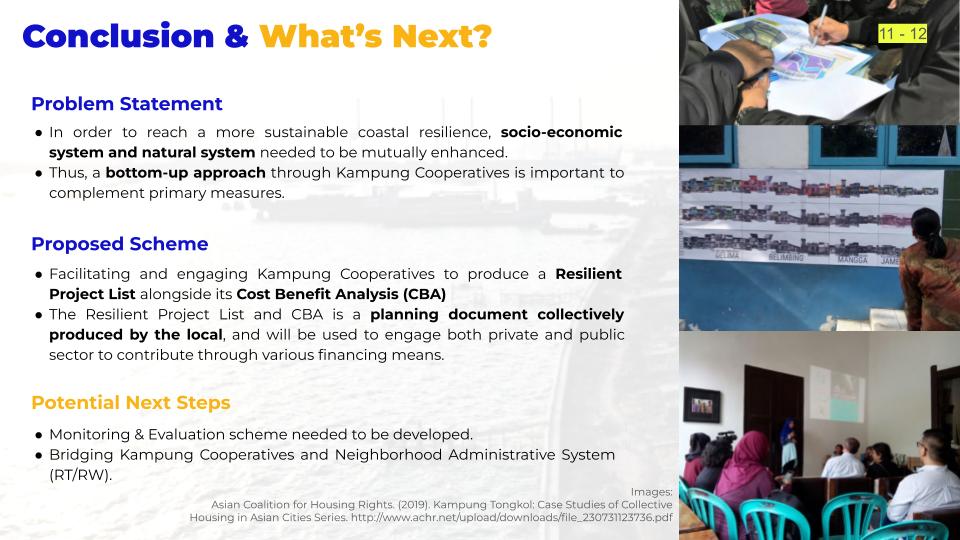 Conclusion & What's Next?
11 - 12
Problem Statement
● In order to reach a more sustainable coastal resilience, socio-economic
system and natural system needed to be mutually enhanced.
● Thus, a bottom-up approach through Kampung Cooperatives is important to
complement primary measures.
Proposed Scheme
● Facilitating and engaging Kampung Cooperatives to produce a Resilient
Project List alongside its Cost Benefit Analysis (CBA)
● The Resilient Project List and CBA is a planning document collectively
produced by the local, and will be used to engage both private and public
sector to contribute through various financing means.
Potential Next Steps
● Monitoring & Evaluation scheme needed to be developed.
● Bridging Kampung Cooperatives and Neighborhood Administrative System
(RT/RW).
Images:
Asian Coalition for Housing Rights. (2019). Kampung Tongkol: Case Studies of Collective
Housing in Asian Cities Series. http://www.achr.net/upload/downloads/file_230731123736.pdf
DELIMA BELIMBING MANGGA